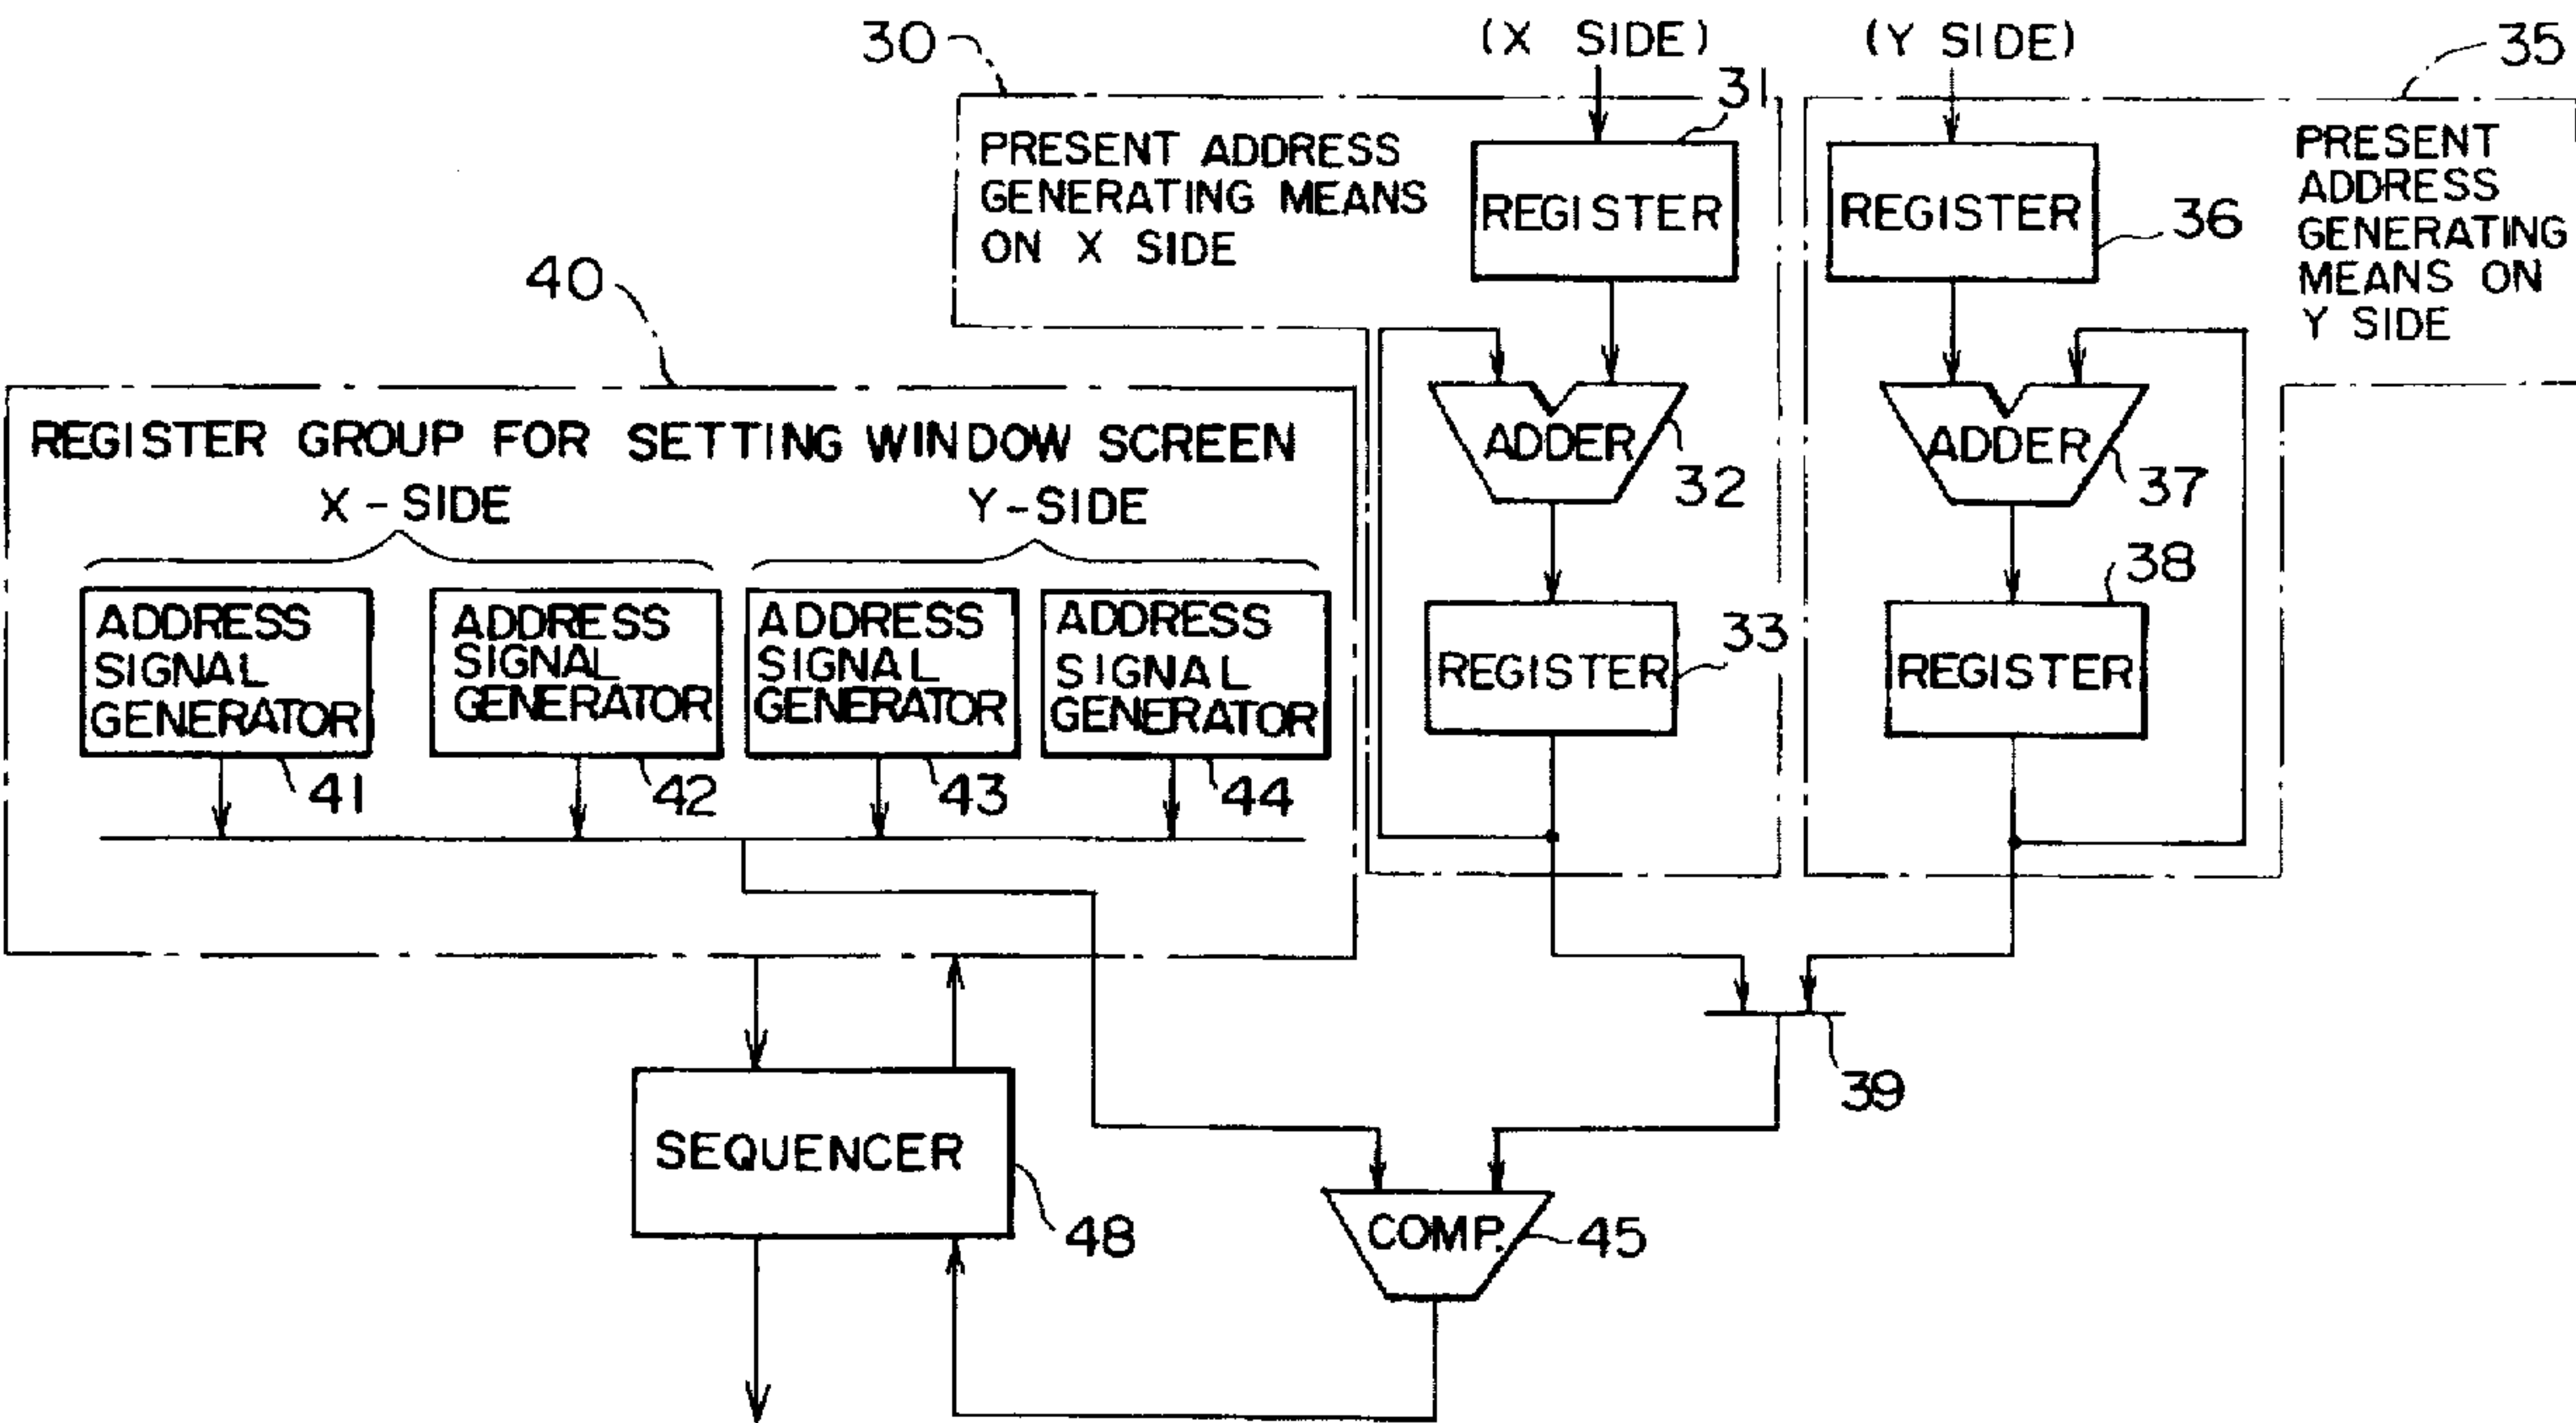 30
(X SIDE)
(Y SIDE)
35
31
PRESENT ADDRESS
GENERATING MEANS
ON X SIDE
REGISTER
REGISTER
36
PRESENT
ADDRESS
GENERATING
MEANS ON
Y SIDE
40
REGISTER GROUP FOR SETTING WINDOW SCREEN
X-SIDE
Y-SIDE
ADDER
32
ADDER
37
ADDRESS
SIGNAL
GENERATOR
41
ADDRESS
SIGNAL
GENERATOR
42
ADDRESS
SIGNAL
GENERATOR
43
ADDRESS
SIGNAL
GENERATOR
44
REGISTER
33
REGISTER
38
39
SEQUENCER
48
COMP.
45